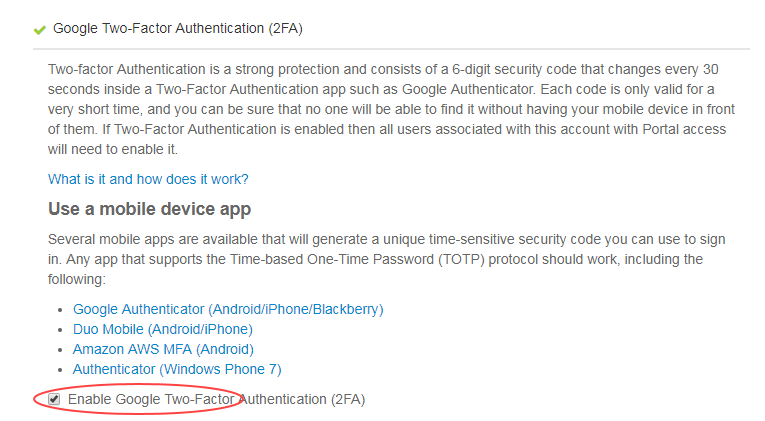 Google Two-Factor Authentication (2FA)
Two-factor Authentication is a strong protection and consists of a 6-digit security code that changes every 30
seconds inside a Two-Factor Authentication app such as Google Authenticator. Each code is only valid for a
very short time, and you can be sure that no one will be able to find it without having your mobile device in front
of them. If Two-Factor Authentication is enabled then all users associated with this account with Portal access
will need to enable it.
What is it and how does it work?
Use a mobile device app
Several mobile apps are available that will generate a unique time-sensitive security code you can use to sign
in. Any app that supports the Time-based One-Time Password (TOTP) protocol should work, including the
following:
• Google Authenticator (Android/iPhone/Blackberry)
• Duo Mobile (Android/iPhone)
• Amazon AWS MFA (Android)
• Authenticator (Windows Phone 7)
Enable Google Two-Factor Authentication (2FA)